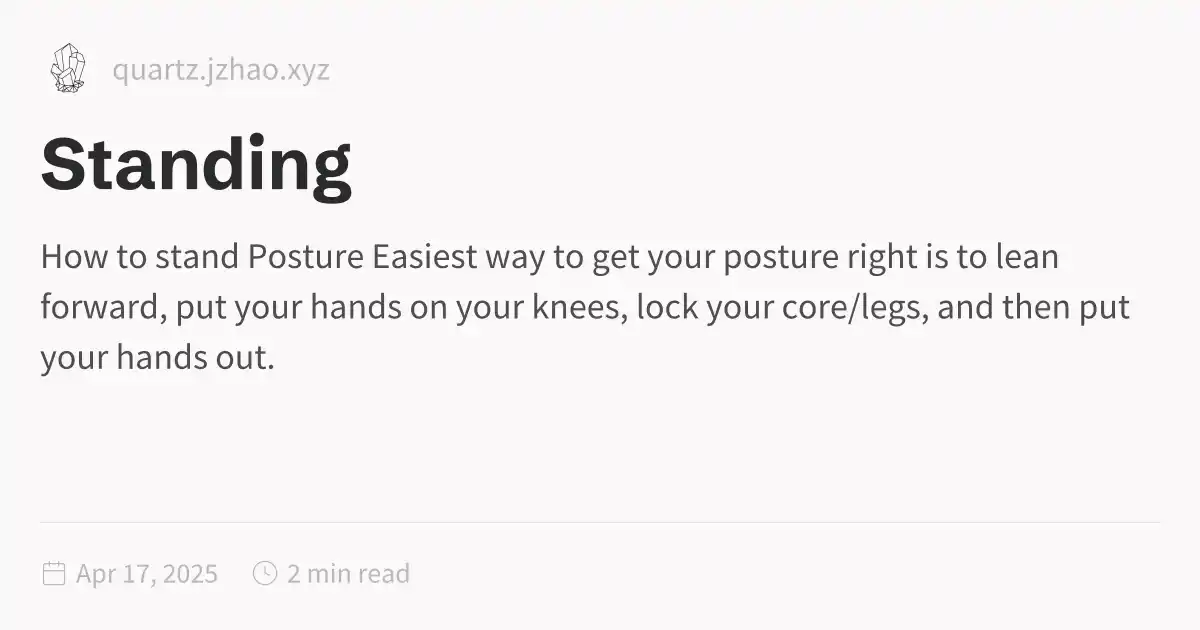 quartz.jzhao.xyz
Standing
How to stand Posture Easiest way to get your posture right is to lean
forward, put your hands on your knees, lock your core/legs, and then put
your hands out.
Apr 17, 2025 2 min read